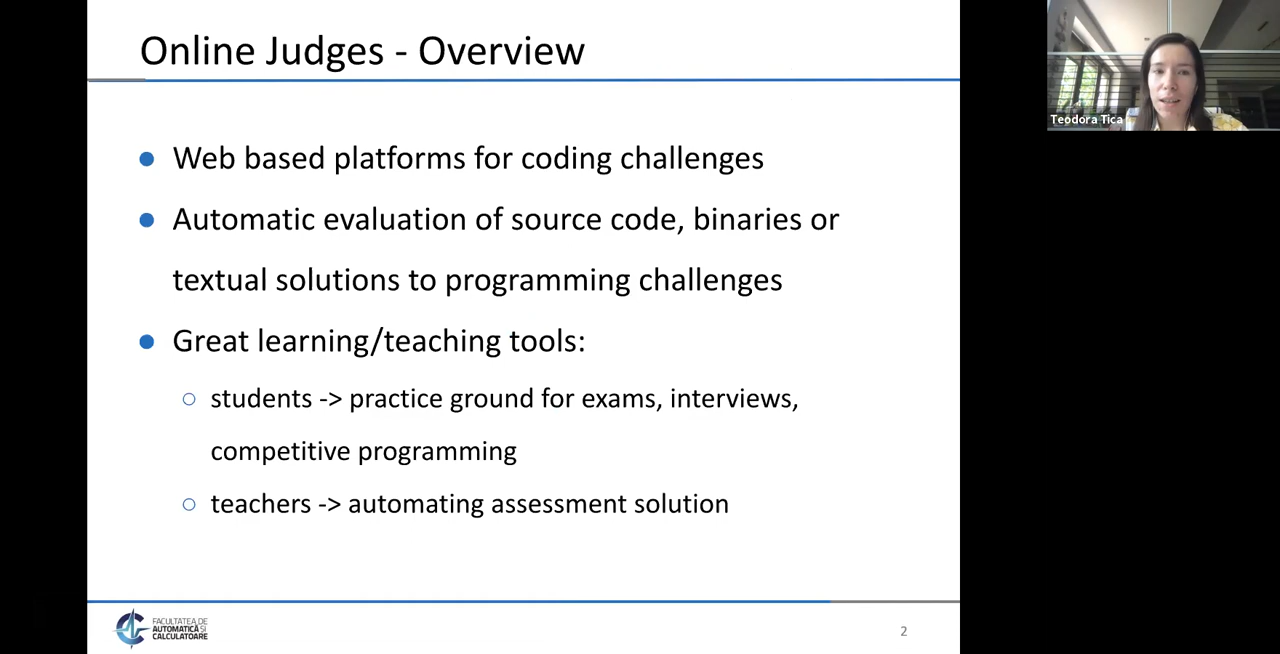 Online Judges - Overview
Web based platforms for coding challenges
Automatic evaluation of source code, binaries or
textual solutions to programming challenges
Great learning/teaching tools:
students -> practice ground for exams, interviews,
competitive programming
teachers -> automating assessment solution
FACULTATEA DE
AUTOMATICĂ ȘI
CALCULATOARE
2
Teodora Tica